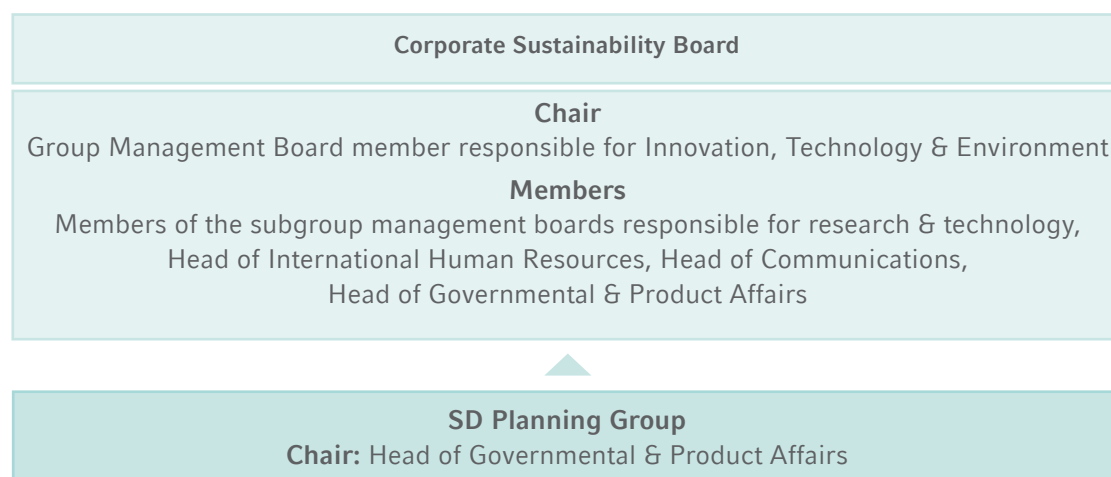 Corporate Sustainability Board
Chair
Group Management Board member responsible for Innovation, Technology & Environment
Members
Members of the subgroup management boards responsible for research & technology,
Head of International Human Resources, Head of Communications,
Head of Governmental & Product Affairs
SD Planning Group
Chair: Head of Governmental & Product Affairs